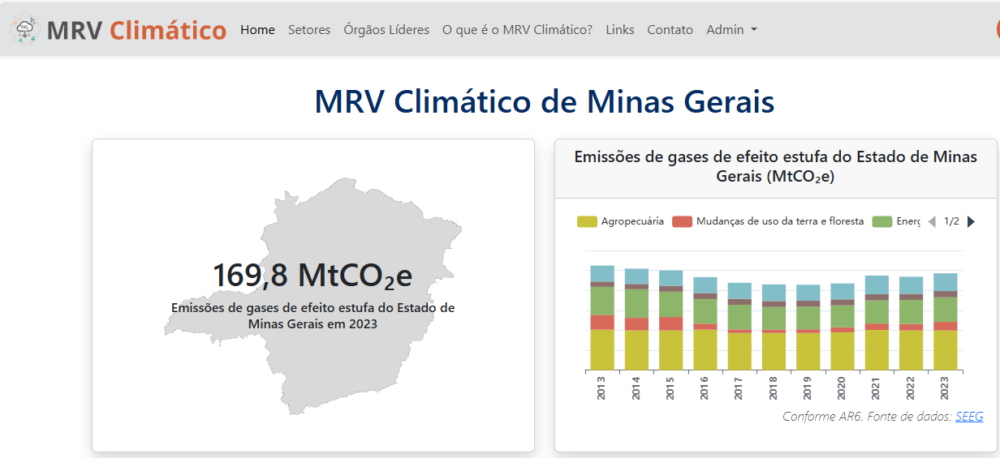 MRV Climático Home Setores Órgãos Líderes O que é o MRV Climático? Links Contato Admin
MRV Climático de Minas Gerais
169,8 MtCO₂e
Emissões de gases de efeito estufa do Estado de
Minas Gerais em 2023
Emissões de gases de efeito estufa do Estado de Minas
Gerais (MtCO₂e)
Agropecuária Mudanças de uso da terra e floresta Energ 1/2
2013 2014 2015 2016 2017 2018 2019 2020 2021 2022 2023
Conforme AR6. Fonte de dados: SEEG